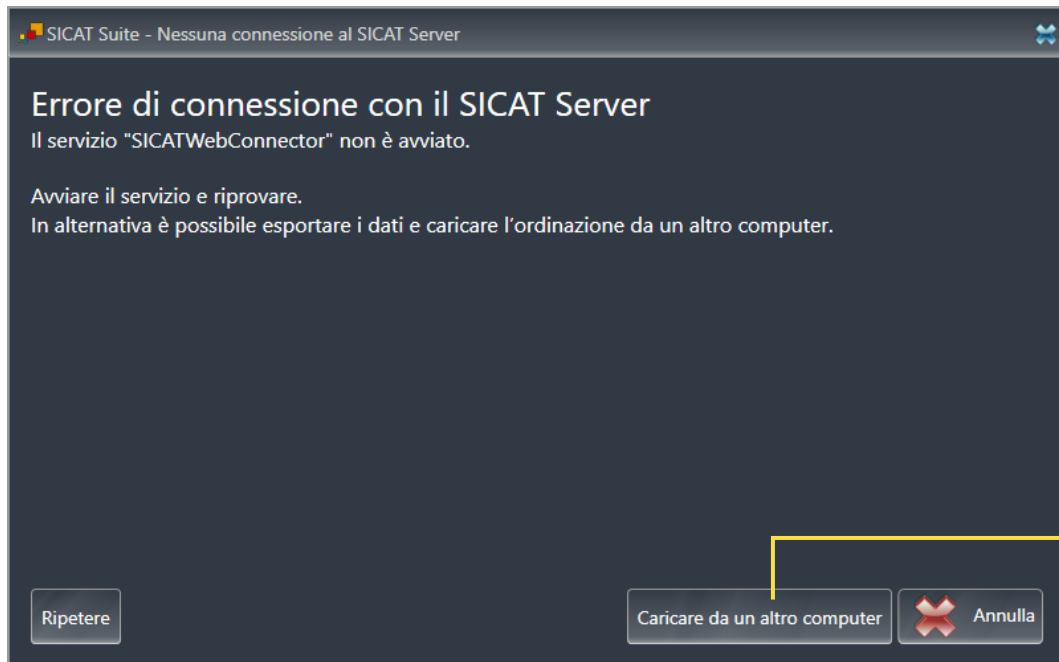 SICAT Suite - Nessuna connessione al SICAT Server
Errore di connessione con il SICAT Server
Il servizio "SICATWebConnector" non è avviato.
Avviare il servizio e riprovare.
In alternativa è possibile esportare i dati e caricare l'ordinazione da un altro computer.
Ripetere
Caricare da un altro computer
Annulla